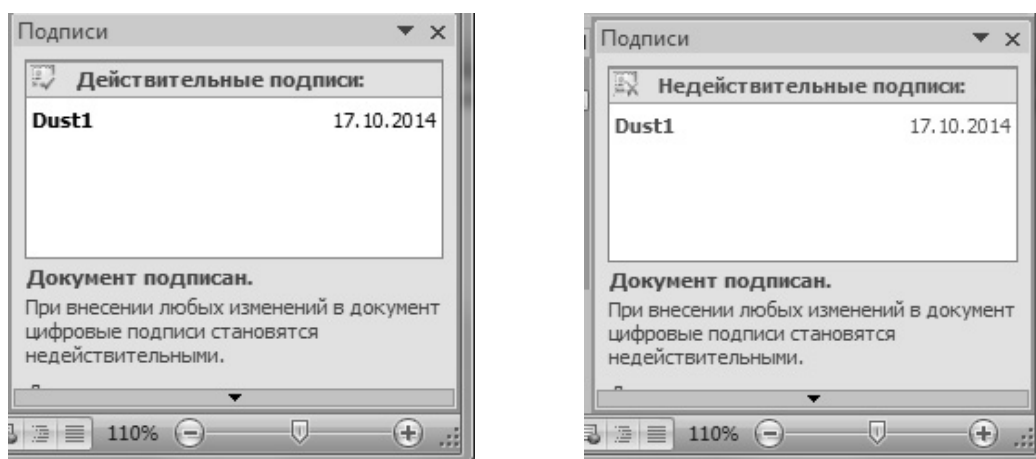 Подписи
Действительные подписи:
Dust1 17.10.2014
Документ подписан.
При внесении любых изменений в документ
цифровые подписи становятся
недействительными.
110%
Подписи
Недействительные подписи:
Dust1 17.10.2014
Документ подписан.
При внесении любых изменений в документ
цифровые подписи становятся
недействительными.
110%